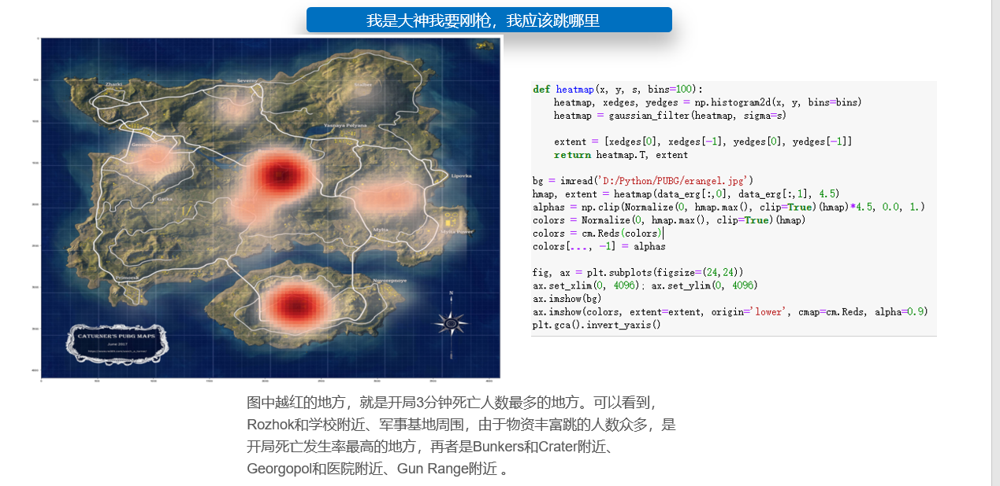 我是大神我要刚枪，我应该跳哪里
Zharki
Severny
Stalber
Yasnaya Polyana
Georgopol
Lipovka
Gatka
Mylta
Mylta Power
Primorsk
Novorepnoye
N
CATURNER'S PUBG MAPS
June 2017
def heatmap(x, y, s, bins=100):
heatmap, xedges, yedges = np.histogram2d(x, y, bins=bins)
heatmap = gaussian_filter(heatmap, sigma=s)
extent = [xedges[0], xedges[-1], yedges[0], yedges[-1]]
return heatmap.T, extent
bg = imread('D:/Python/PUBG/erangel.jpg')
hmap, extent = heatmap(data_erg[:,0], data_erg[:,1], 4.5)
alphas = np.clip(Normalize(0, hmap.max(), clip=True)(hmap)*4.5, 0.0, 1.)
colors = Normalize(0, hmap.max(), clip=True)(hmap)
colors = cm.Reds(colors)
colors[..., -1] = alphas
fig, ax = plt.subplots(figsize=(24,24))
ax.set_xlim(0, 4096); ax.set_ylim(0, 4096)
ax.imshow(bg)
ax.imshow(colors, extent=extent, origin='lower', cmap=cm.Reds, alpha=0.9)
plt.gca().invert_yaxis()
图中越红的地方，就是开局3分钟死亡人数最多的地方。可以看到，
Rozhok和学校附近、军事基地周围，由于物资丰富跳的人数众多，是
开局死亡发生率最高的地方，再者是Bunkers和Crater附近、
Georgopol和医院附近、Gun Range附近 。